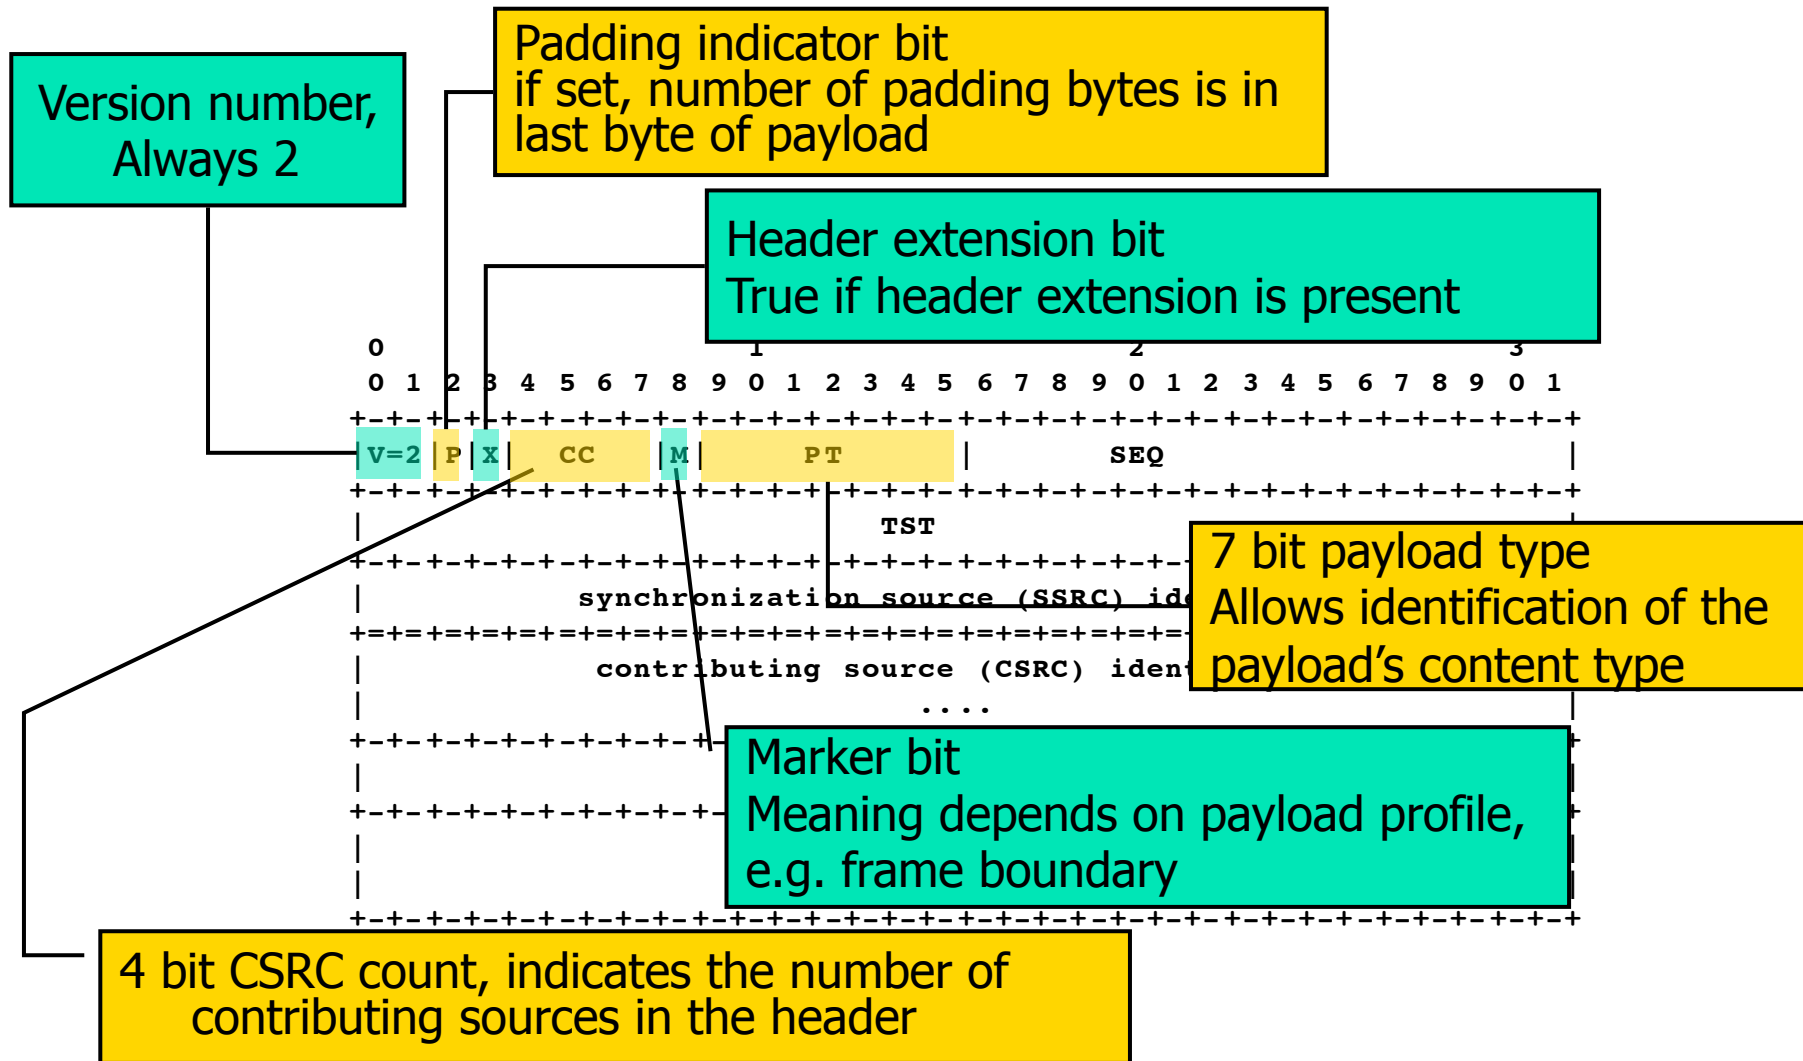 Padding indicator bit
if set, number of padding bytes is in
last byte of payload
Version number,
Always 2
Header extension bit
True if header extension is present
0 1 2 3
0 1 2 3 4 5 6 7 8 9 0 1 2 3 4 5 6 7 8 9 0 1 2 3 4 5 6 7 8 9 0 1
+-+-+-+-+-+-+-+-+-+-+-+-+-+-+-+-+-+-+-+-+-+-+-+-+-+-+-+-+-+-+-+-+
|V=2|P|X| CC |M| PT | SEQ |
+-+-+-+-+-+-+-+-+-+-+-+-+-+-+-+-+-+-+-+-+-+-+-+-+-+-+-+-+-+-+-+-+
| TST |
+-+-+-+-+-+-+-+-+-+-+-+-+-+-+-+-+-+-+-+-+-+-
7 bit payload type
Allows identification of the
payload's content type
| synchronization source (SSRC)
+=+=+=+=+=+=+=+=+=+=+=+=+=+=+=+=+=+=+=+=+=+=
| contributing source (CSRC)
| .... |
+-+-+-+-+-+-+-+-+-+- +
Marker bit
Meaning depends on payload profile,
e.g. frame boundary
| |
+-+-+-+-+-+-+-+-+-+- +
| |
| |
+-+-+-+-+-+-+-+-+-+-+-+-+-+-+-+-+-+-+-+-+-+-+-+-+-+-+-+-+-+-+-+-+
4 bit CSRC count, indicates the number of
contributing sources in the header